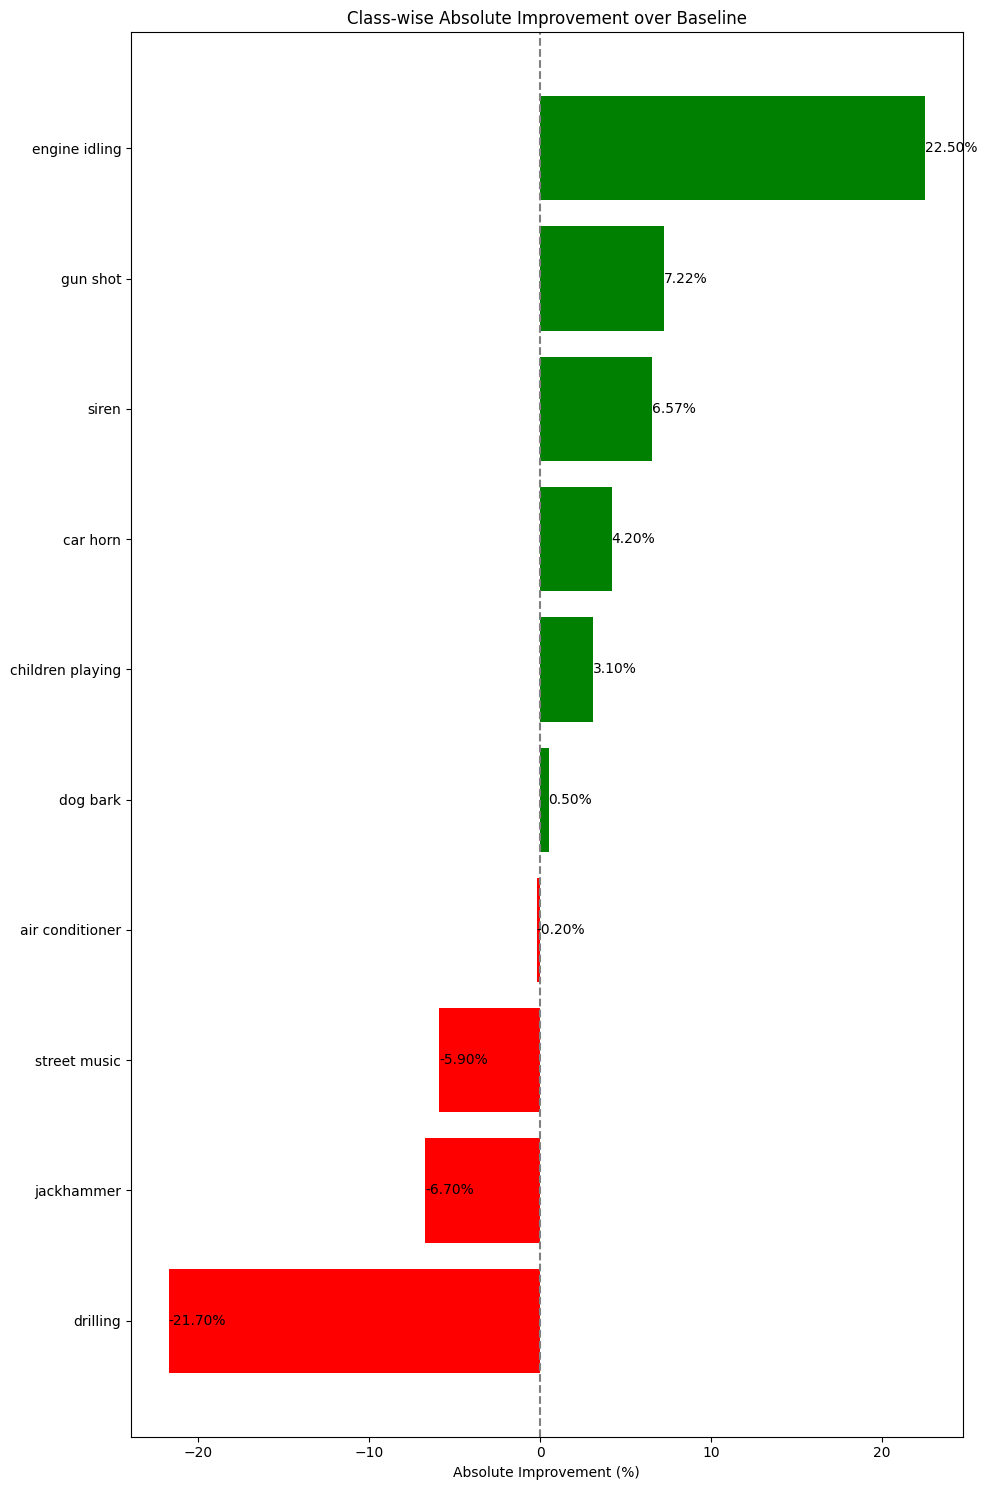 Class-wise Absolute Improvement over Baseline
engine idling
22.50%
gun shot
7.22%
siren
6.57%
car horn
4.20%
children playing
3.10%
dog bark
0.50%
air conditioner
-0.20%
street music
-5.90%
jackhammer
-6.70%
drilling
-21.70%
−20
−10
0
10
20
Absolute Improvement (%)